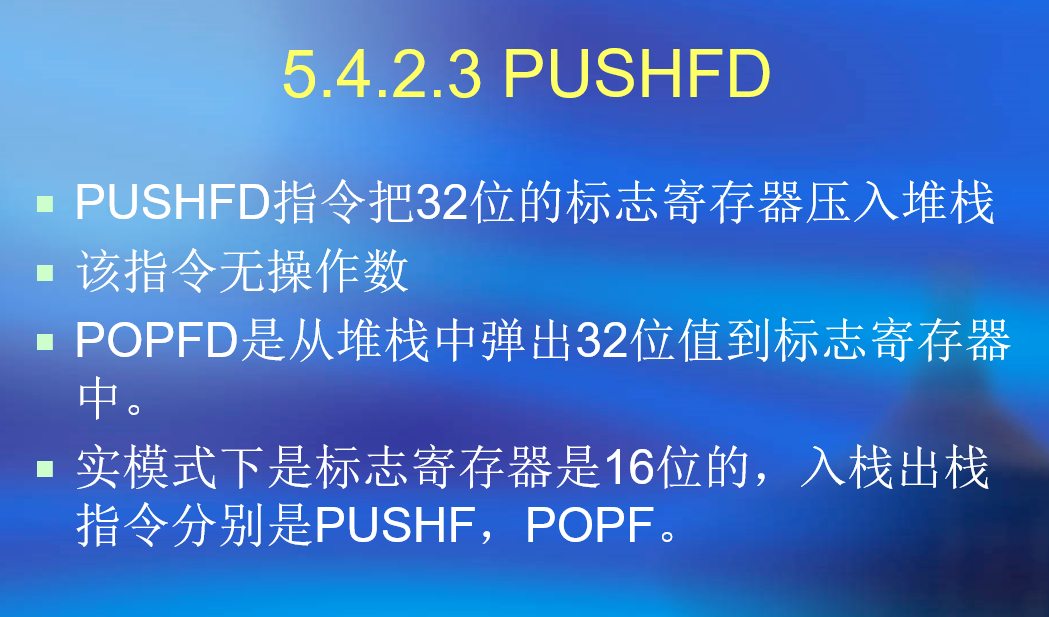 5.4.2.3 PUSHFD
PUSHFD指令把32位的标志寄存器压入堆栈
该指令无操作数
POPFD是从堆栈中弹出32位值到标志寄存器
中。
实模式下是标志寄存器是16位的，入栈出栈
指令分别是PUSHF，POPF。